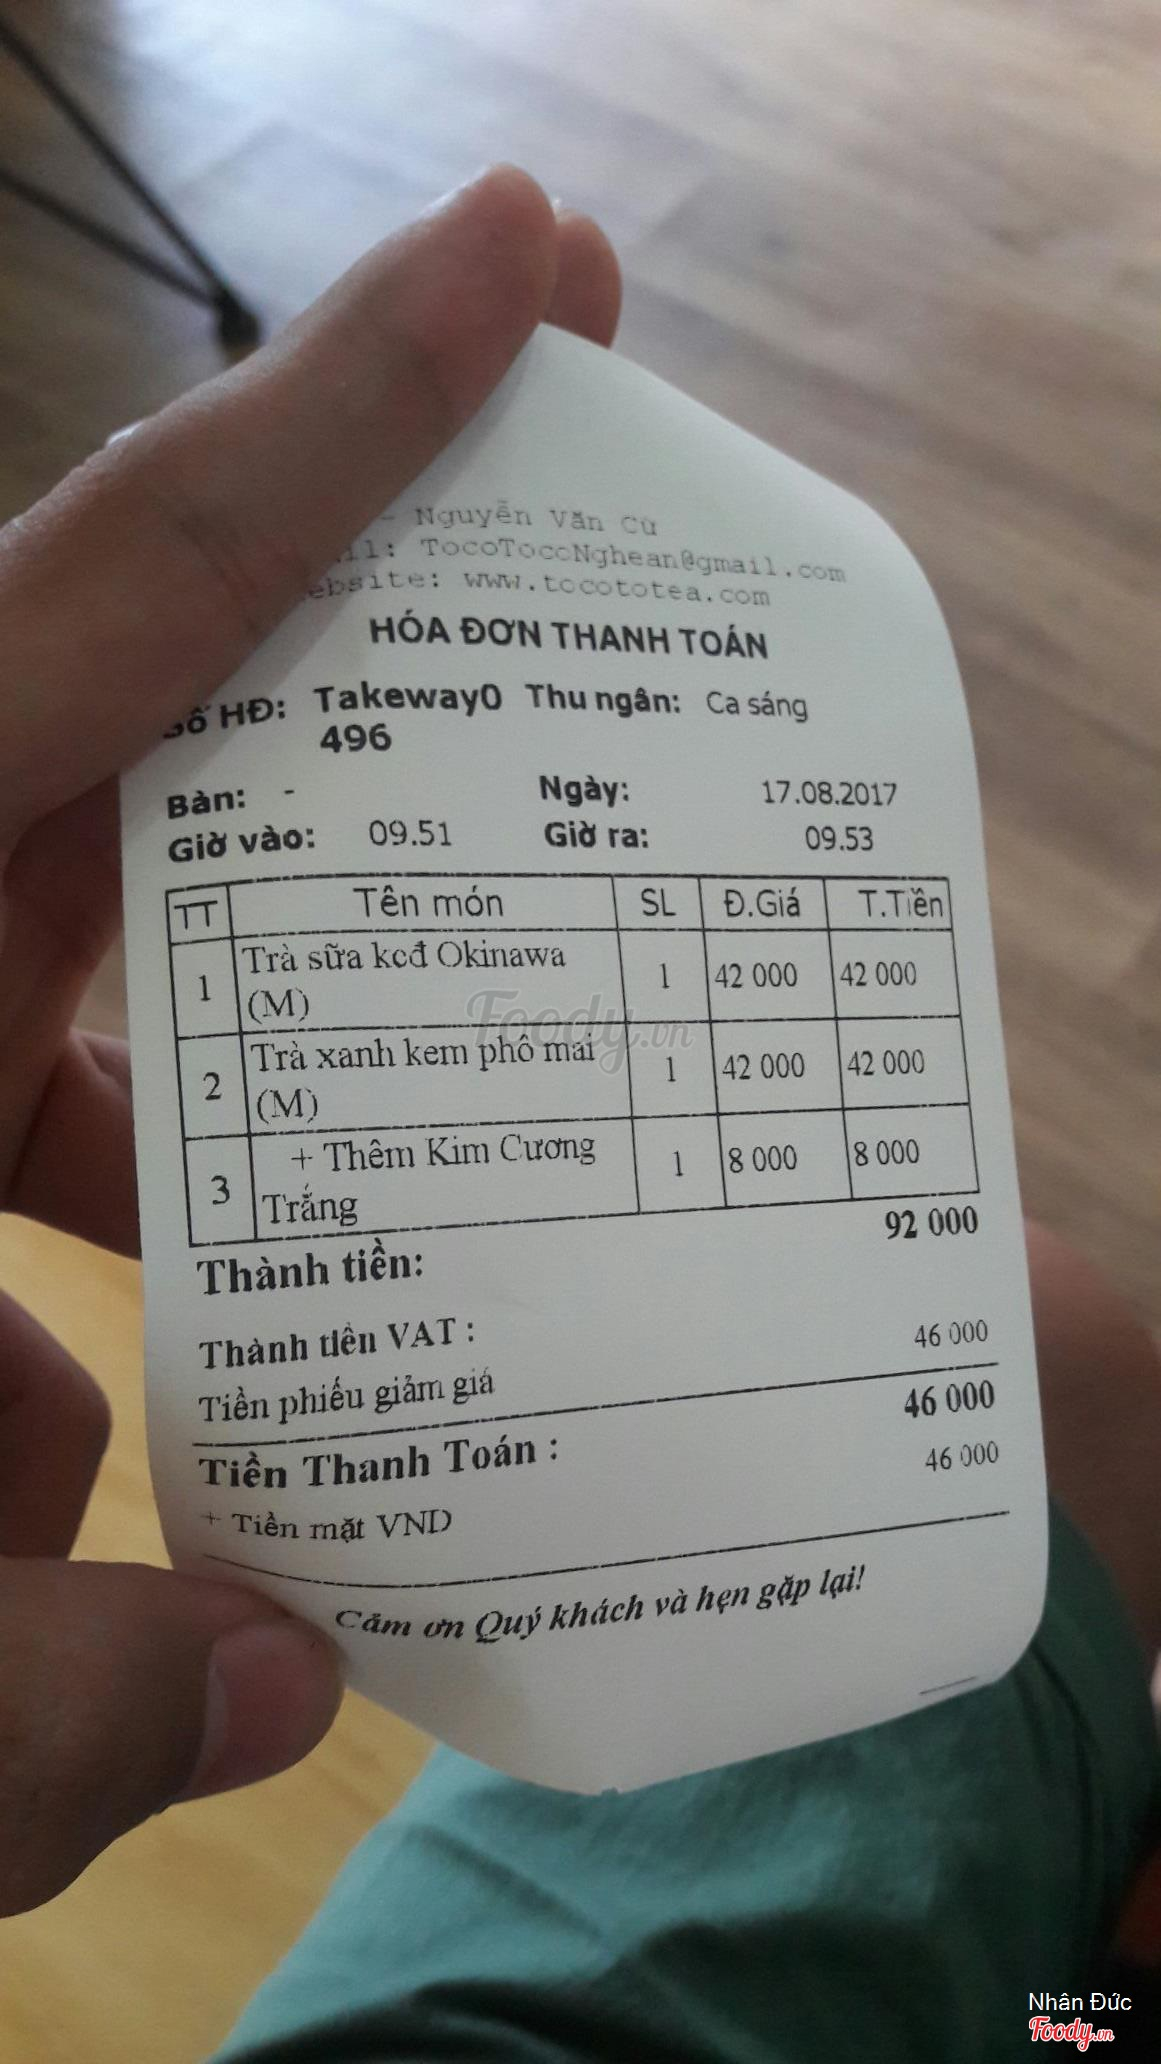 - Nguyễn Văn Cừ
il: TocoTocoNghean@gmail.com
ebsite: www.tocototea.com
HÓA ĐƠN THANH TOÁN
Số HĐ: Takeway0 Thu ngân: Ca sáng
496
Bàn: - Ngày: 17.08.2017
Giờ vào: 09.51 Giờ ra: 09.53
TT Tên món SL Đ.Giá T.Tiền
1 Trà sữa kcđ Okinawa 1 42 000 42 000
(M)
2 Trà xanh kem phô mai 1 42 000 42 000
(M)
3 + Thêm Kim Cương 1 8 000 8 000
Trắng
Thành tiền: 92 000
Thành tiền VAT :
Tiền phiếu giảm giá 46 000
Tiền Thanh Toán : 46 000
+ Tiền mặt VND 46 000
Cảm ơn Quý khách và hẹn gặp lại!
Foody.vn
Nhân Đức
Foody.vn